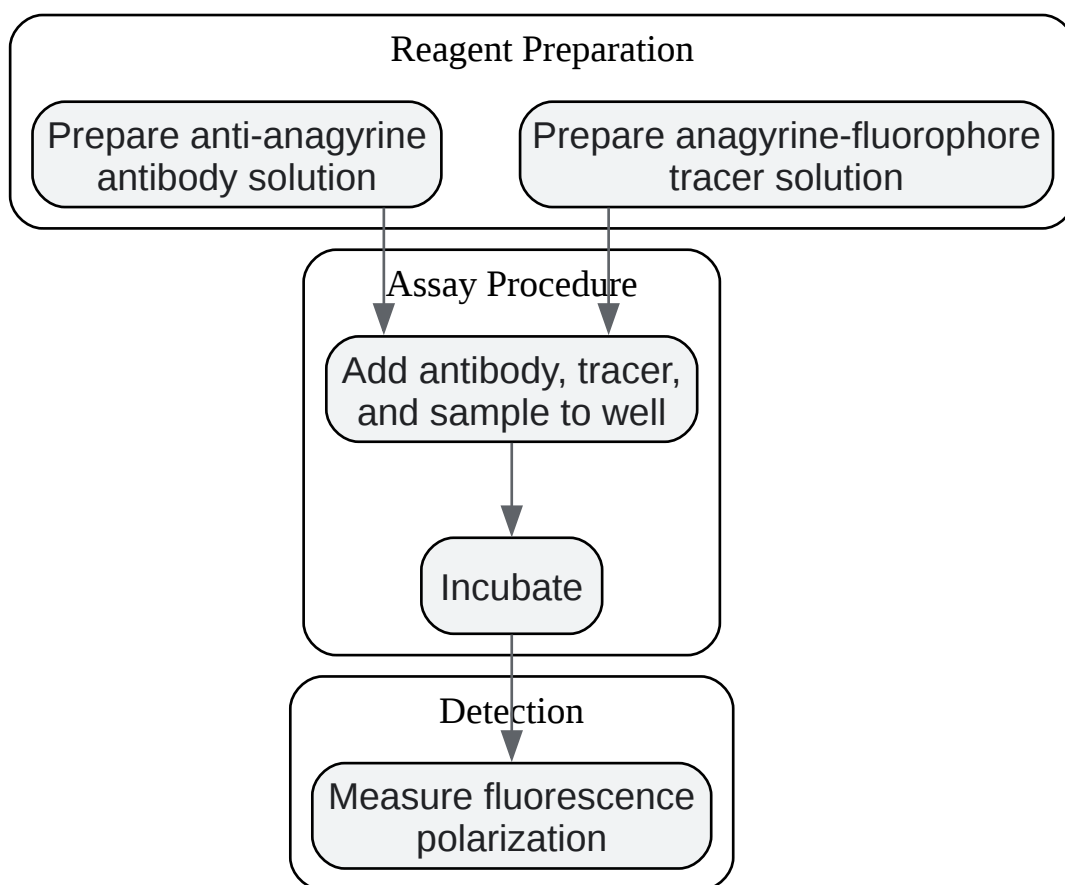 Reagent Preparation
Prepare anti-anagyrine
antibody solution
Prepare anagyrine-fluorophore
tracer solution
Assay Procedure
Add antibody, tracer,
and sample to well
Incubate
Detection
Measure fluorescence
polarization